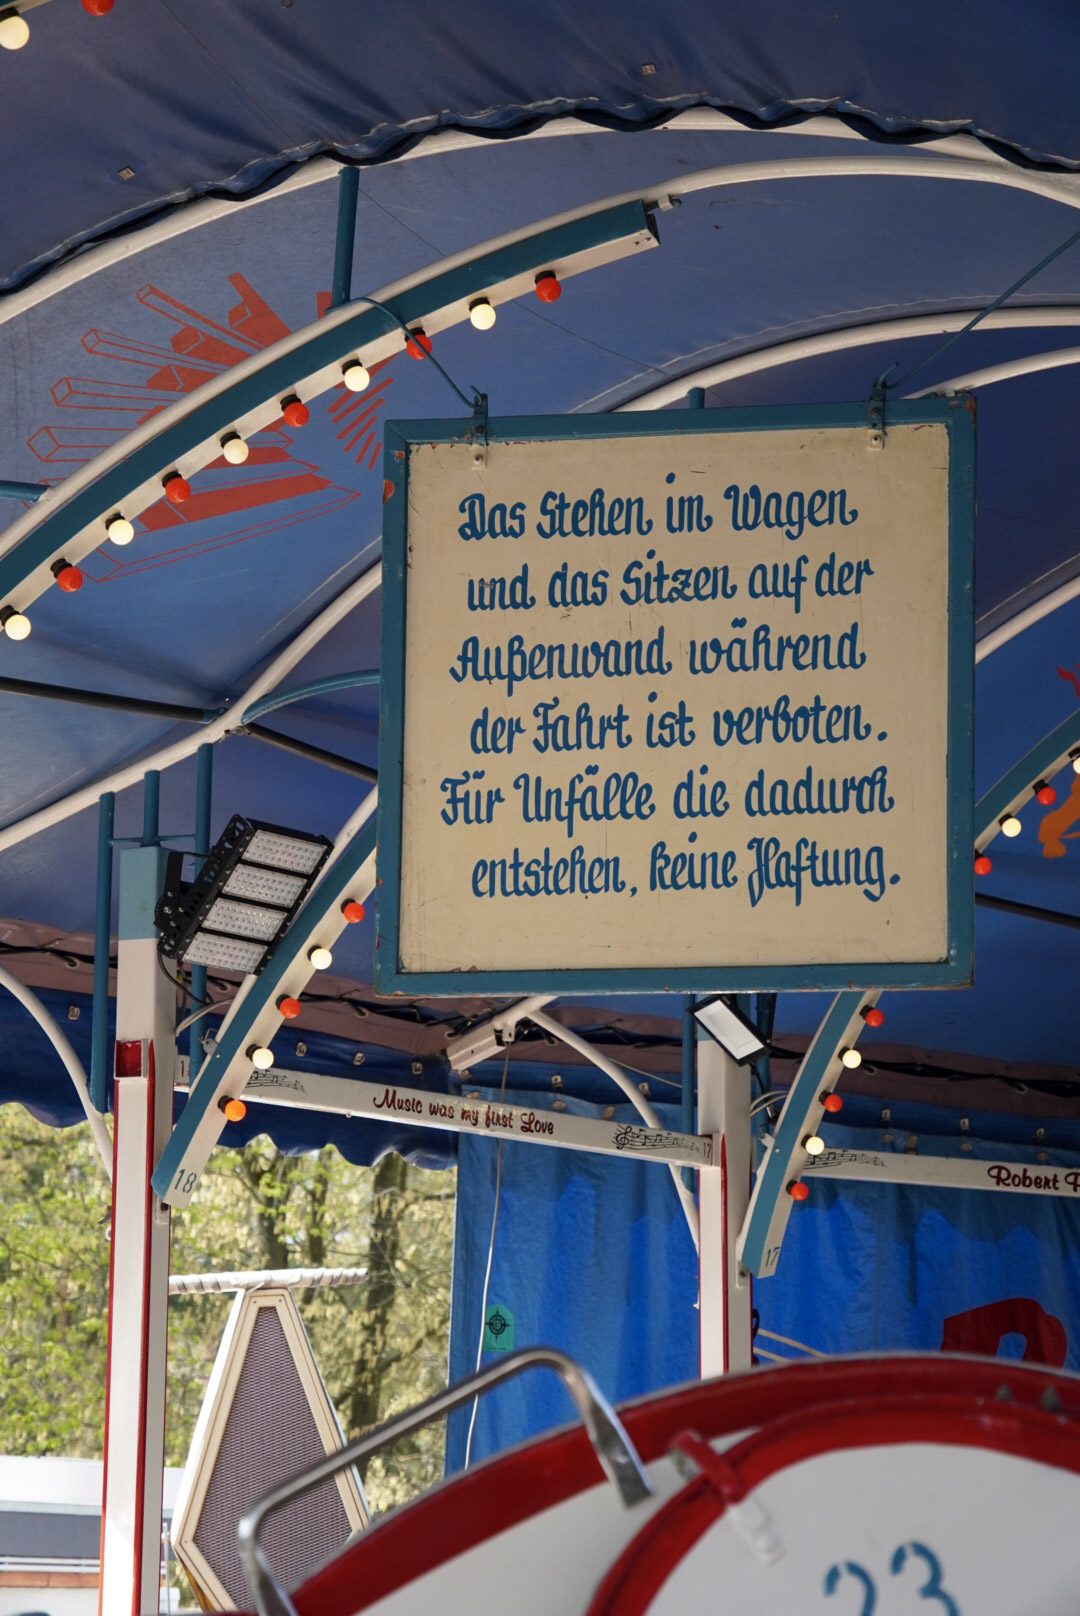 Das Stehen im Wagen
und das Sitzen auf der
Außenwand während
der Fahrt ist verboten.
Für Unfälle die dadurch
entstehen, keine Haftung.
Music was my first Love
17
Robert
18
17
23